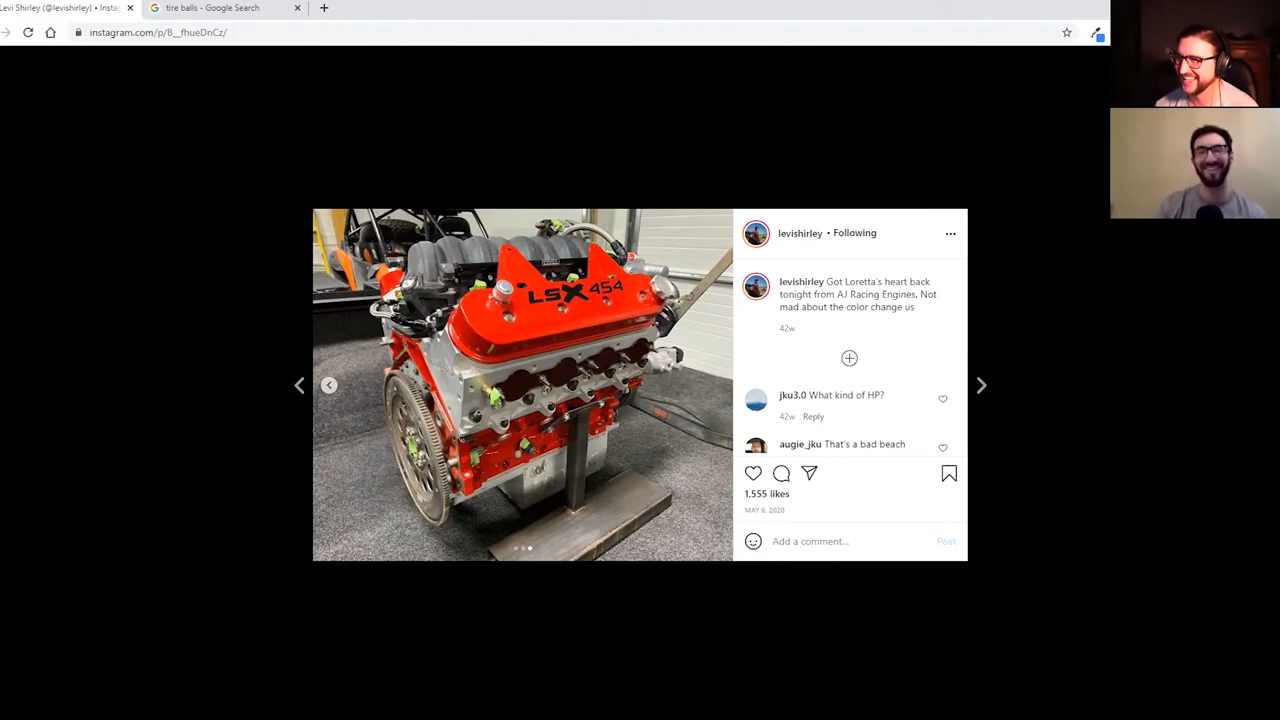 Levi Shirley (@levishirley) • Insta
tire balls - Google Search
instagram.com/p/B__fhueDnCz/
LSX 454
levishirley • Following
levishirley Got Loretta's heart back
tonight from AJ Racing Engines. Not
mad about the color change us
42w
jku3.0 What kind of HP?
42w Reply
augie_jku That's a bad beach
1,555 likes
MAY 9, 2020
Add a comment...
Post